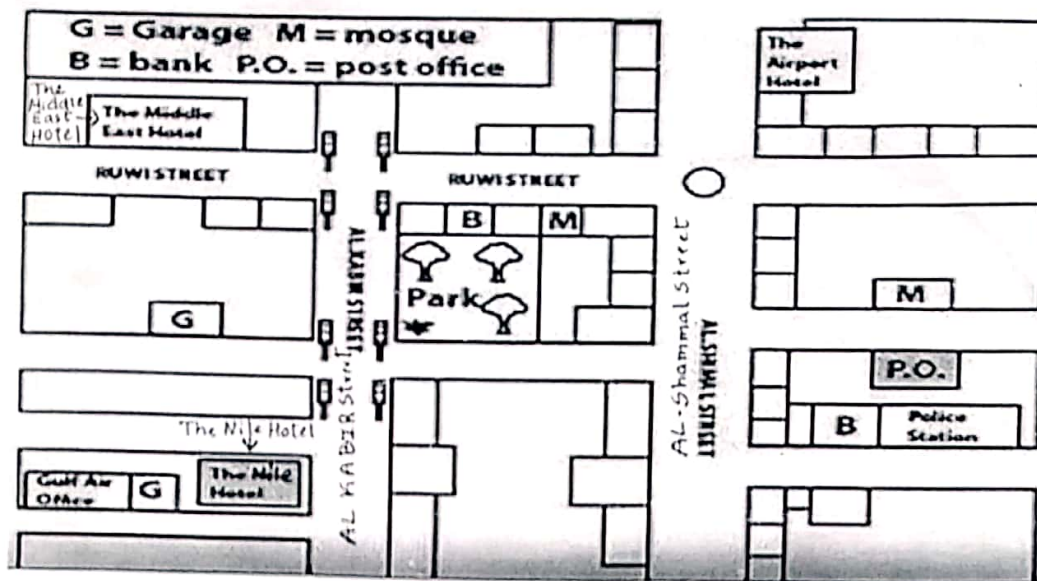 G = Garage M = mosque
B = bank P.O. = post office
The
Middle
East
Hotel
The Middle
East Hotel
The
Airport
Hotel
RUWI STREET
RUWI STREET
B
M
Park
G
M
AL KABIR STREET
AL KABIR Street
AL-Shammal Street
AL SHMAL STREET
P.O.
B
Police
Station
The Nile Hotel
Gulf Air
Office
G
The Nile
Hotel